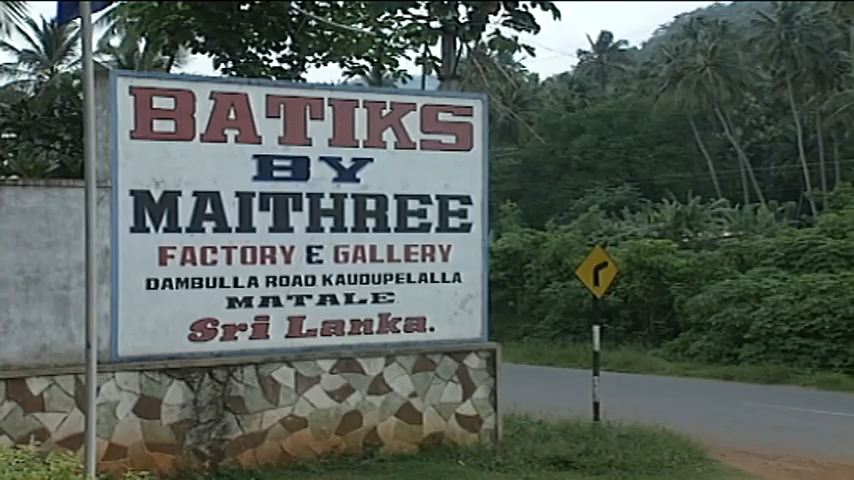 BATIKS
BY
MAITHREE
FACTORY & GALLERY
DAMBULLA ROAD. KAUDUPELALLA
MATALE
Sri Lanka.